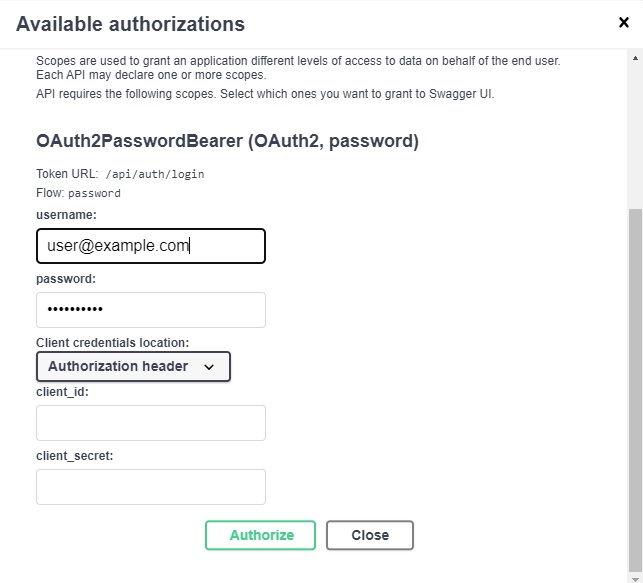 Available authorizations
Scopes are used to grant an application different levels of access to data on behalf of the end user.
Each API may declare one or more scopes.
API requires the following scopes. Select which ones you want to grant to Swagger UI.
OAuth2PasswordBearer (OAuth2, password)
Token URL: /api/auth/login
Flow: password
username:
user@example.com
password:
••••••••••
Client credentials location:
Authorization header
client_id:
client_secret:
Authorize
Close